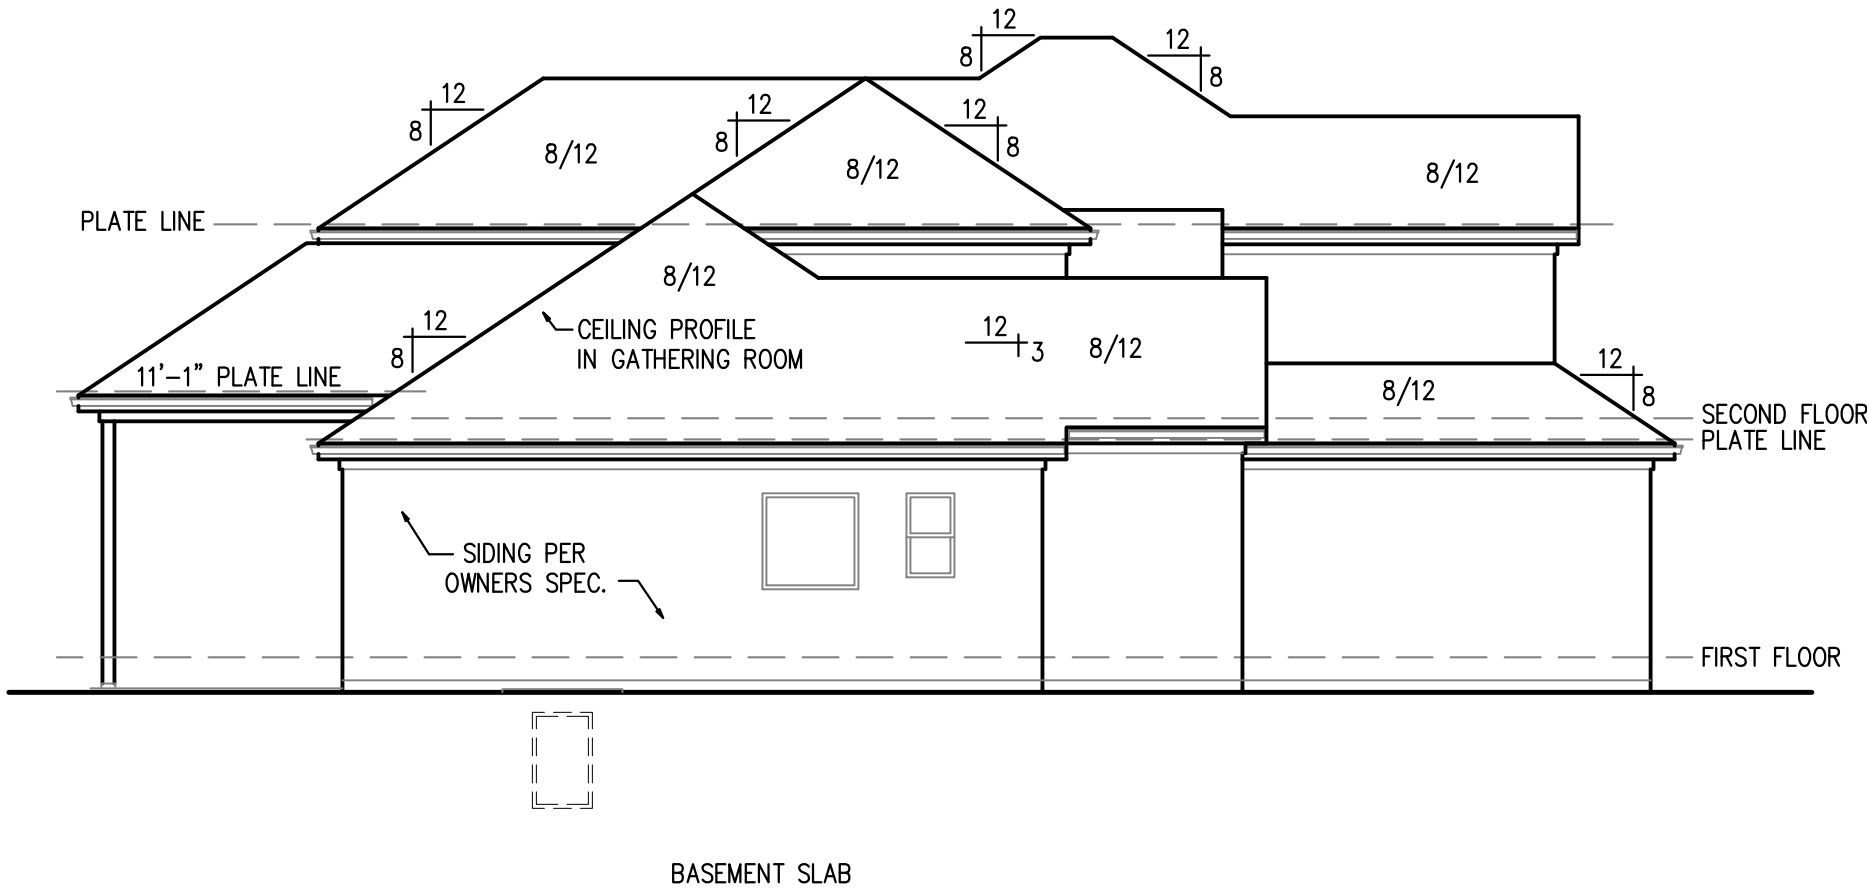 12
8
12
8
12
8
12
8
12
8
8/12
8/12
8/12
PLATE LINE
8/12
CEILING PROFILE
IN GATHERING ROOM
12
8
12
3
8/12
12
8
11'-1" PLATE LINE
8/12
SECOND FLOOR
PLATE LINE
SIDING PER
OWNERS SPEC.
FIRST FLOOR
BASEMENT SLAB